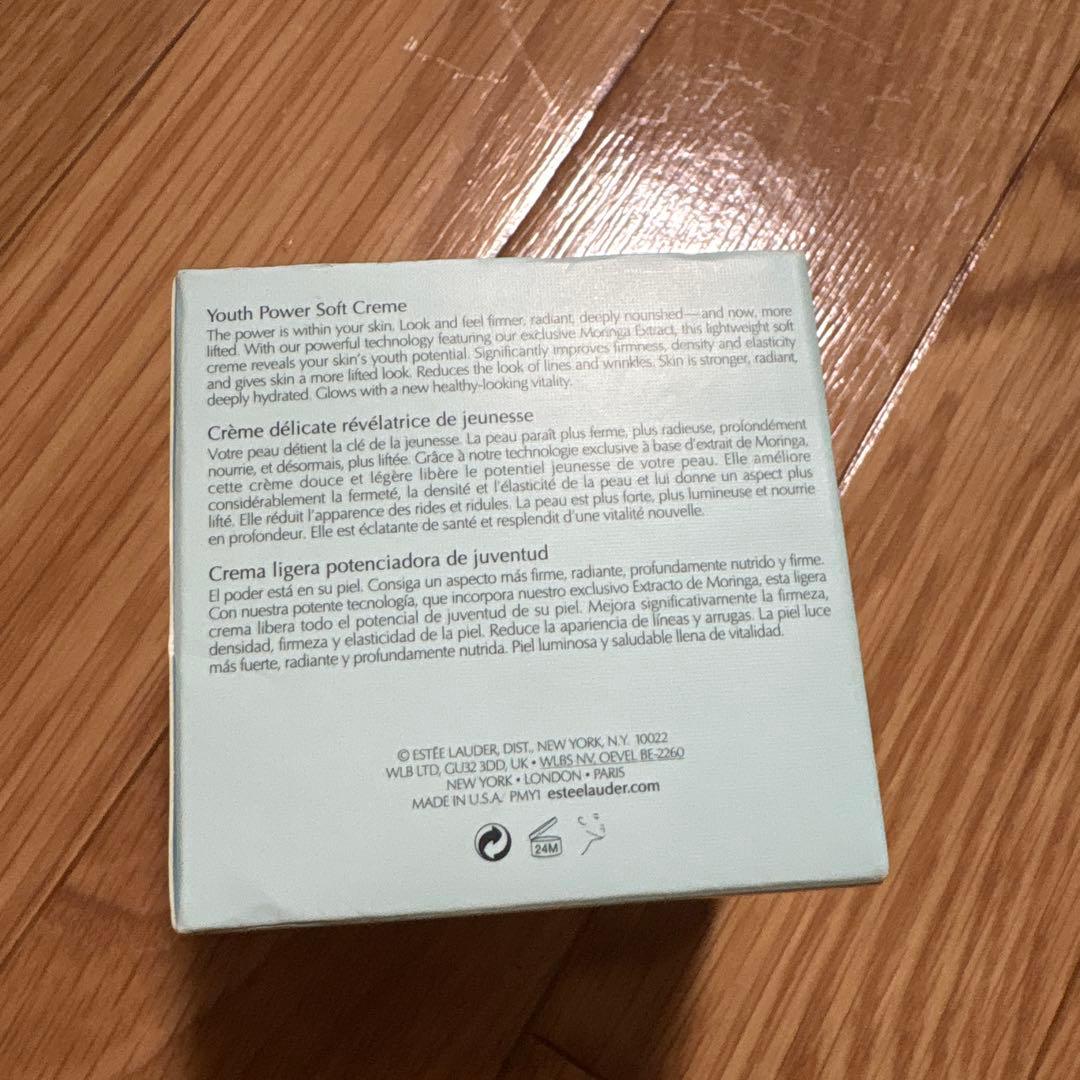 Youth Power Soft Creme
The power is within your skin. Look and feel firmer, radiant, deeply nourished—and now, more
lifted. With our powerful technology featuring our exclusive Moringa Extract, this lightweight soft
creme reveals your skin's youth potential. Significantly improves firmness, density and elasticity
and gives skin a more lifted look. Reduces the look of lines and wrinkles. Skin is stronger, radiant,
deeply hydrated. Glows with a new healthy-looking vitality.
Crème délicate révélatrice de jeunesse
Votre peau détient la clé de la jeunesse. La peau paraît plus ferme, plus radieuse, profondément
nourrie, et désormais, plus liftée. Grâce à notre technologie exclusive à base d'extrait de Moringa,
cette crème douce et légère libère le potentiel jeunesse de votre peau. Elle améliore
considérablement la fermeté, la densité et l'élasticité de la peau et lui donne un aspect plus
lifté. Elle réduit l'apparence des rides et ridules. La peau est plus forte, plus lumineuse et nourrie
en profondeur. Elle est éclatante de santé et resplendit d'une vitalité nouvelle.
Crema ligera potenciadora de juventud
El poder está en su piel. Consiga un aspecto más firme, radiante, profundamente nutrido y firme.
Con nuestra potente tecnología, que incorpora nuestro exclusivo Extracto de Moringa, esta ligera
crema libera todo el potencial de juventud de su piel. Mejora significativamente la firmeza,
densidad, firmeza y elasticidad de la piel. Reduce la apariencia de líneas y arrugas. La piel luce
más fuerte, radiante y profundamente nutrida. Piel luminosa y saludable llena de vitalidad.
© ESTÉE LAUDER, DIST., NEW YORK, N.Y. 10022
WLB LTD, GU32 3DD, UK • WLBS NV, OEVEL BE-2260
NEW YORK • LONDON • PARIS
MADE IN U.S.A. PMY1 esteelauder.com
24M